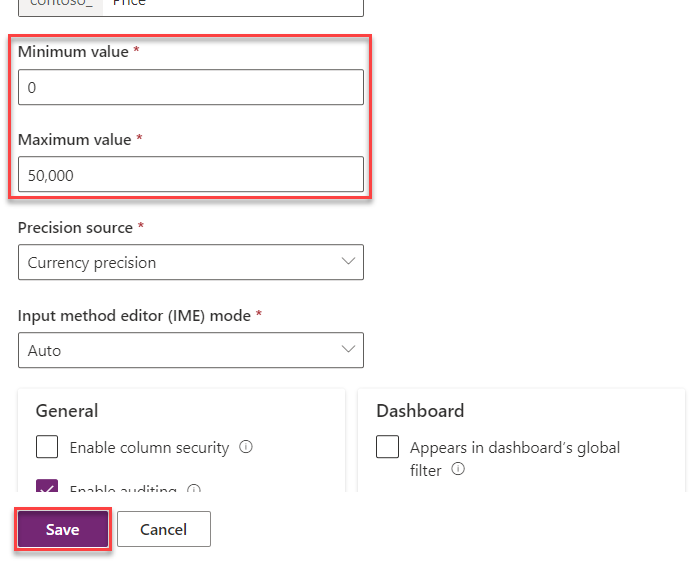 contoso_ Price
Minimum value *
0
Maximum value *
50,000
Precision source *
Currency precision
Input method editor (IME) mode *
Auto
General
Enable column security
Enable auditing
Dashboard
Appears in dashboard's global
filter
Save
Cancel